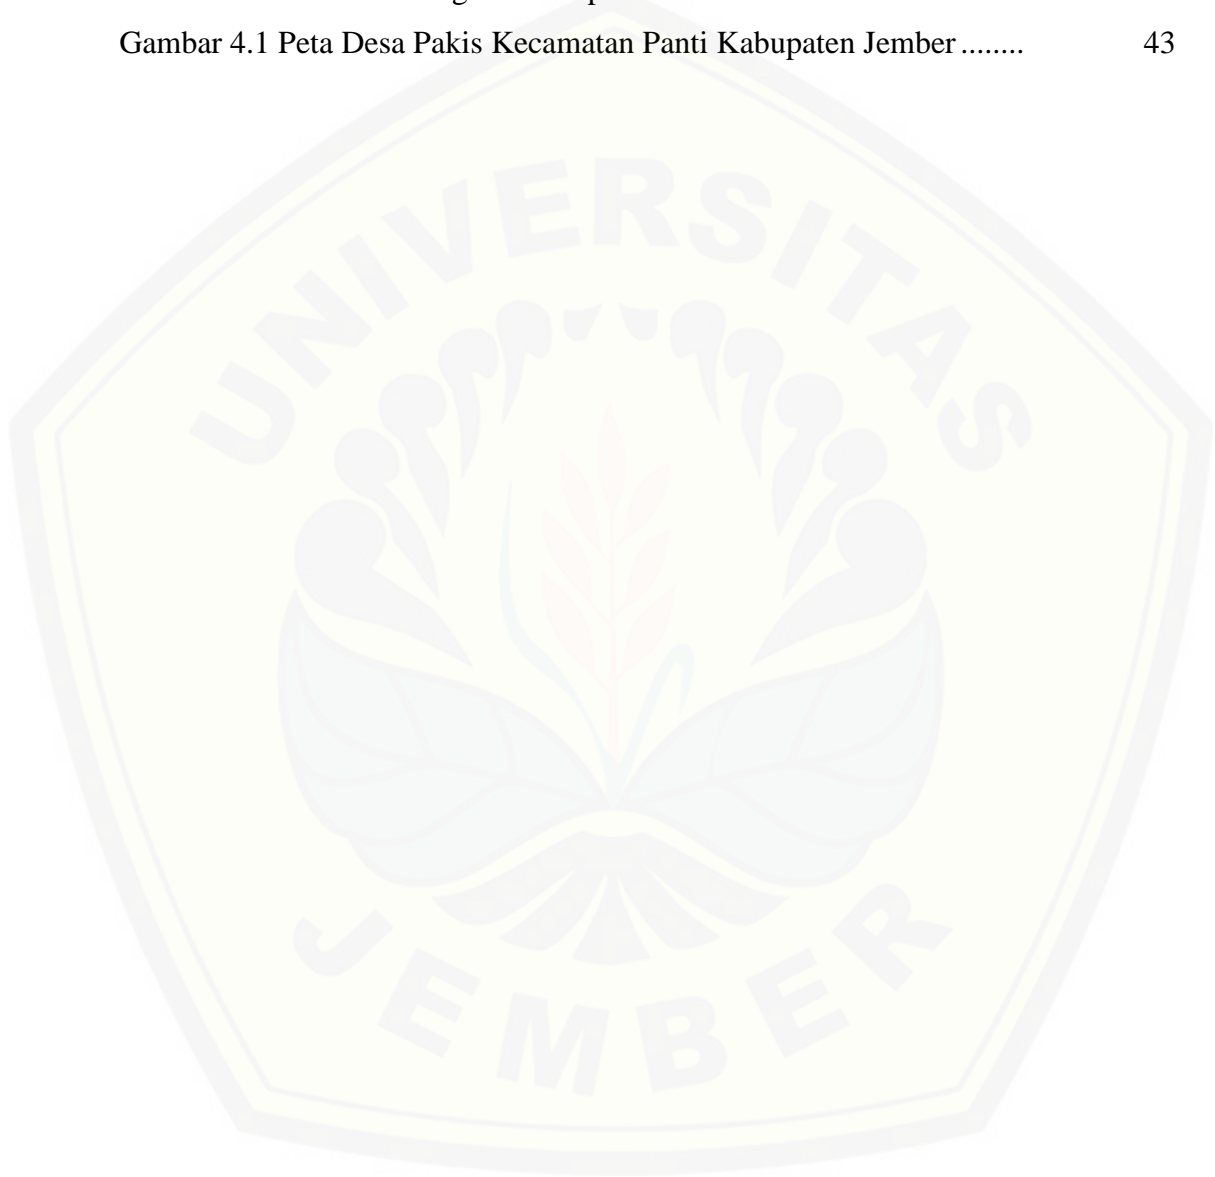 Gambar 4.1 Peta Desa Pakis Kecamatan Panti Kabupaten Jember ........ 43
UNIVERSITAS
JEMBER